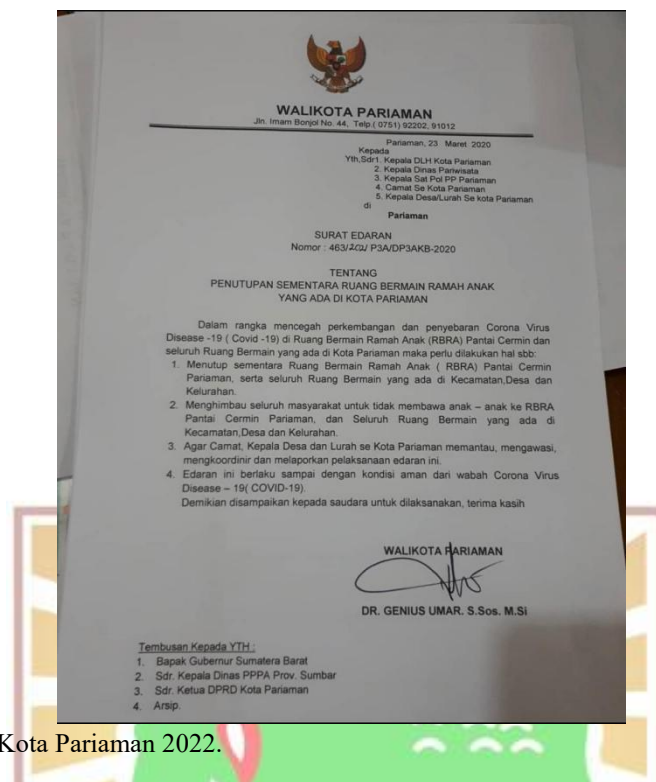 WALIKOTA PARIAMAN
Jln. Imam Bonjol No. 44, Telp.( 0751) 92202, 91012
Pariaman, 23 Maret 2020
Kepada
Yth,Sdr1. Kepala DLH Kota Pariaman
2. Kepala Dinas Pariwisata
3. Kepala Sat Pol PP Pariaman
4. Camat Se Kota Pariaman
5. Kepala Desa/Lurah Se kota Pariaman
di
Pariaman
SURAT EDARAN
Nomor : 463/ / P3A/DP3AKB-2020
TENTANG
PENUTUPAN SEMENTARA RUANG BERMAIN RAMAH ANAK
YANG ADA DI KOTA PARIAMAN
Dalam rangka mencegah perkembangan dan penyebaran Corona Virus
Disease -19 ( Covid -19) di Ruang Bermain Ramah Anak (RBRA) Pantai Cermin dan
seluruh Ruang Bermain yang ada di Kota Pariaman maka perlu dilakukan hal sbb:
1. Menutup sementara Ruang Bermain Ramah Anak ( RBRA) Pantai Cermin
Pariaman, serta seluruh Ruang Bermain yang ada di Kecamatan,Desa dan
Kelurahan.
2. Menghimbau seluruh masyarakat untuk tidak membawa anak – anak ke RBRA
Pantai Cermin Pariaman, dan Seluruh Ruang Bermain yang ada di
Kecamatan,Desa dan Kelurahan.
3. Agar Camat, Kepala Desa dan Lurah se Kota Pariaman memantau, mengawasi,
mengkoordinir dan melaporkan pelaksanaan edaran ini.
4. Edaran ini berlaku sampai dengan kondisi aman dari wabah Corona Virus
Disease – 19( COVID-19).
Demikian disampaikan kepada saudara untuk dilaksanakan, terima kasih
WALIKOTA PARIAMAN
DR. GENIUS UMAR. S.Sos. M.Si
Tembusan Kepada YTH :
1. Bapak Gubernur Sumatera Barat
2. Sdr. Kepala Dinas PPPA Prov. Sumbar
3. Sdr. Ketua DPRD Kota Pariaman
4. Arsip.
Kota Pariaman 2022.